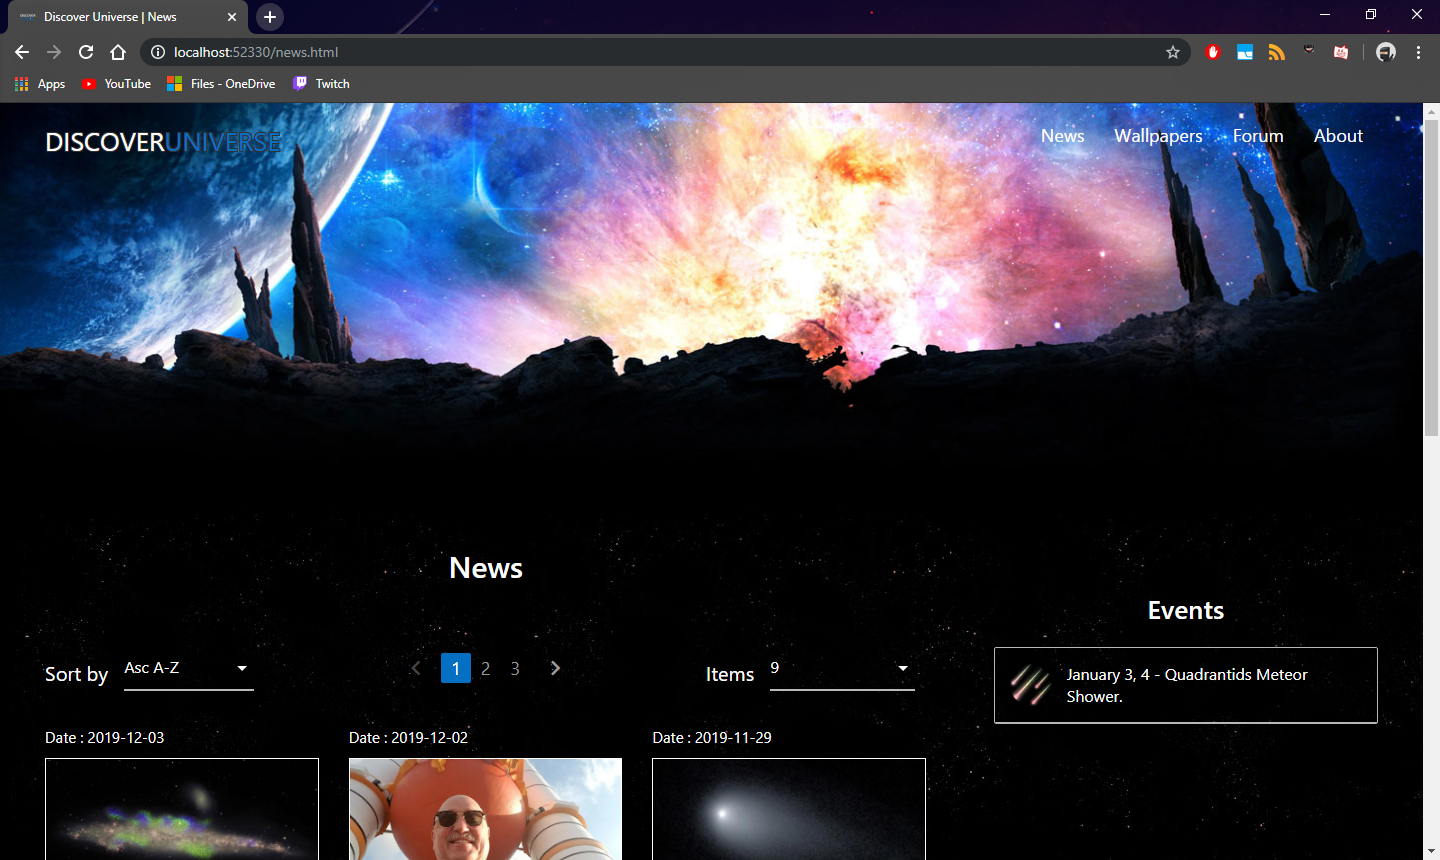 Discover Universe | News
localhost:52330/news.html
Apps YouTube Files - OneDrive Twitch
DISCOVERUNIVERSE
News Wallpapers Forum About
News
Events
Sort by Asc A-Z 1 2 3 Items 9
January 3, 4 - Quadrantids Meteor
Shower.
Date : 2019-12-03 Date : 2019-12-02 Date : 2019-11-29